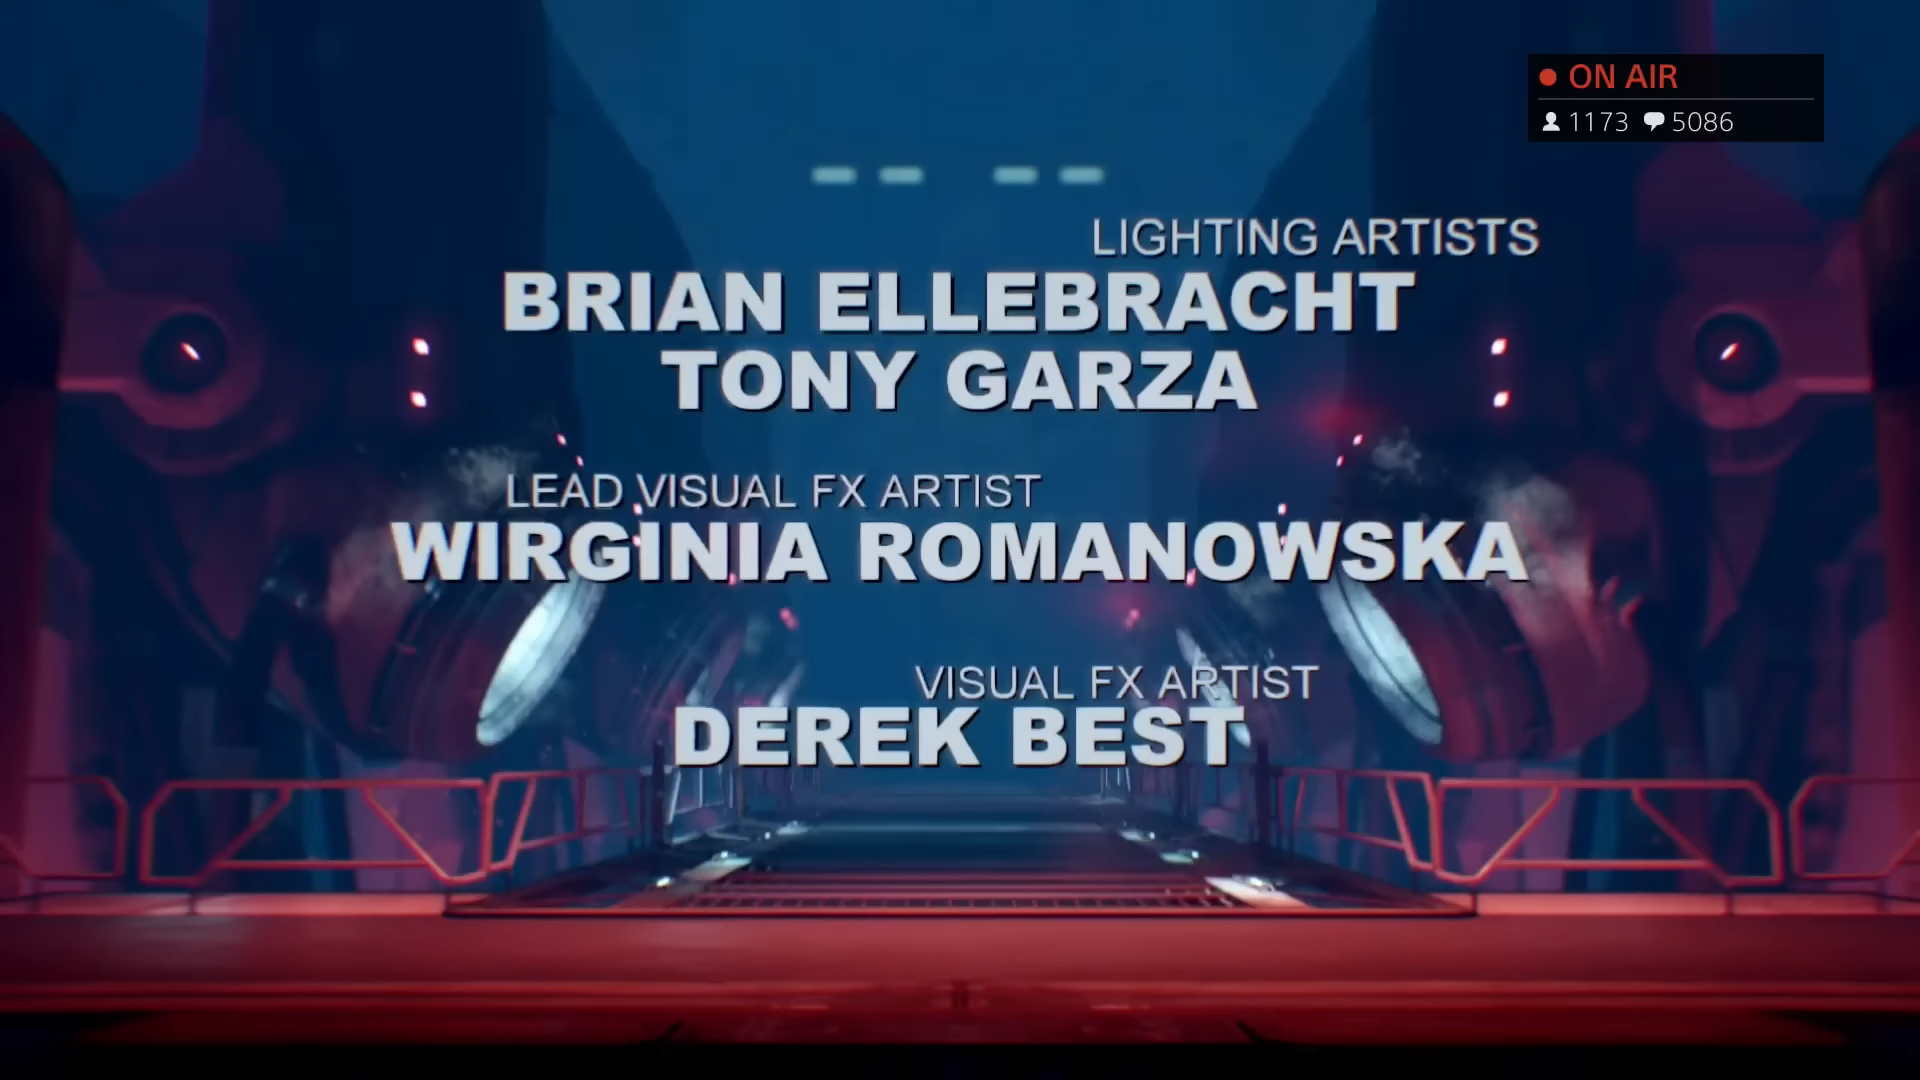 ON AIR
1173 5086
LIGHTING ARTISTS
BRIAN ELLEBRACHT
TONY GARZA
LEAD VISUAL FX ARTIST
WIRGINIA ROMANOWSKA
VISUAL FX ARTIST
DEREK BEST